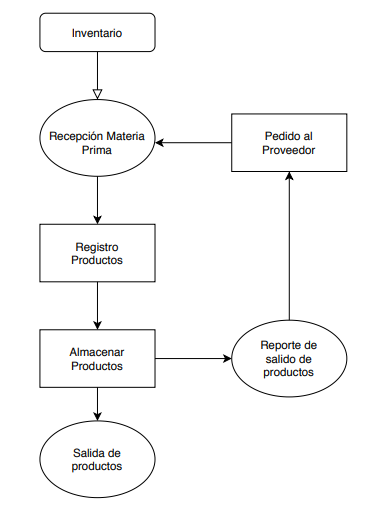 Inventario
Recepción Materia
Prima
Pedido al
Proveedor
Registro
Productos
Almacenar
Productos
Reporte de
salido de
productos
Salida de
productos